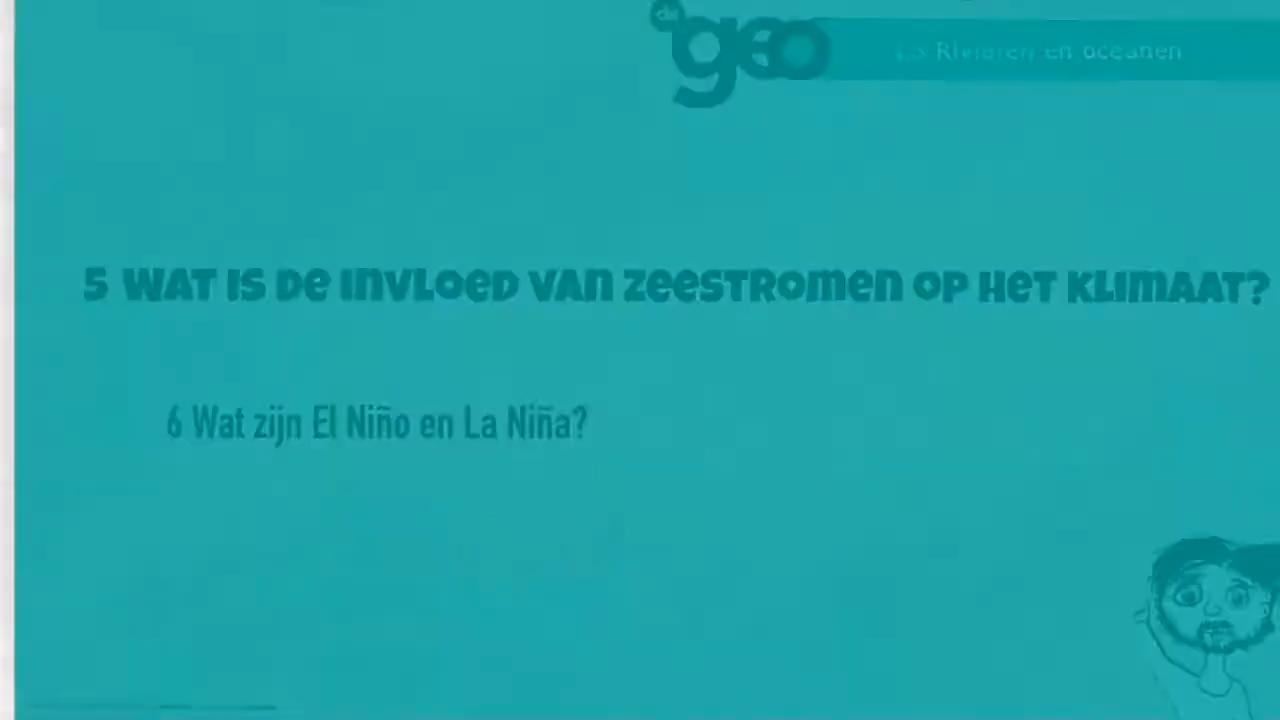 de geo
Rivieren en oceanen
5 WAT IS DE INVLOED VAN ZEESTROMEN OP HET KLIMAAT?
6 Wat zijn El Niño en La Niña?